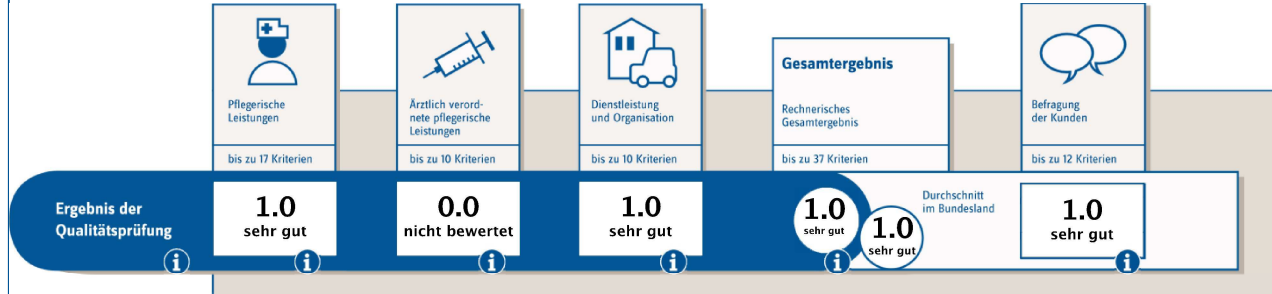 Pflegerische
Leistungen
bis zu 17 Kriterien
Ärztlich verord-
nete pflegerische
Leistungen
bis zu 10 Kriterien
Dienstleistung
und Organisation
bis zu 10 Kriterien
Gesamtergebnis
Rechnerisches
Gesamtergebnis
bis zu 37 Kriterien
Befragung
der Kunden
bis zu 12 Kriterien
Ergebnis der
Qualitätsprüfung
i
1.0
sehr gut
i
0.0
nicht bewertet
i
1.0
sehr gut
i
1.0
sehr gut
i
Durchschnitt
im Bundesland
1.0
sehr gut
1.0
sehr gut
i